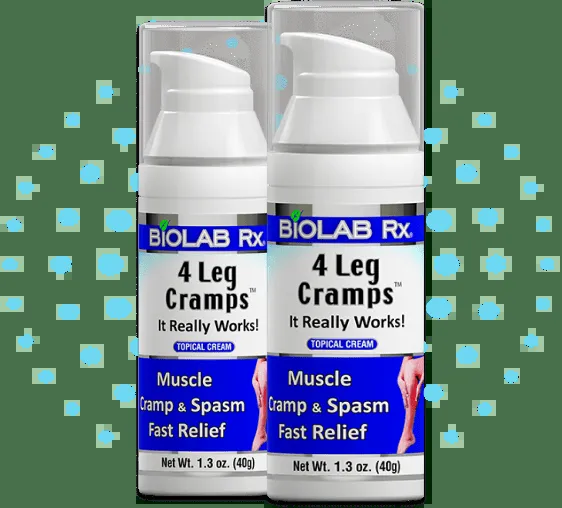 BiOLAB Rx®
4 Leg
Cramps™
It Really Works!
TOPICAL CREAM
Muscle
Cramp & Spasm
Fast Relief
Net Wt. 1.3 oz. (40g)
BiOLAB Rx®
4 Leg
Cramps™
It Really Works!
TOPICAL CREAM
Muscle
Cramp & Spasm
Fast Relief
Net Wt. 1.3 oz. (40g)